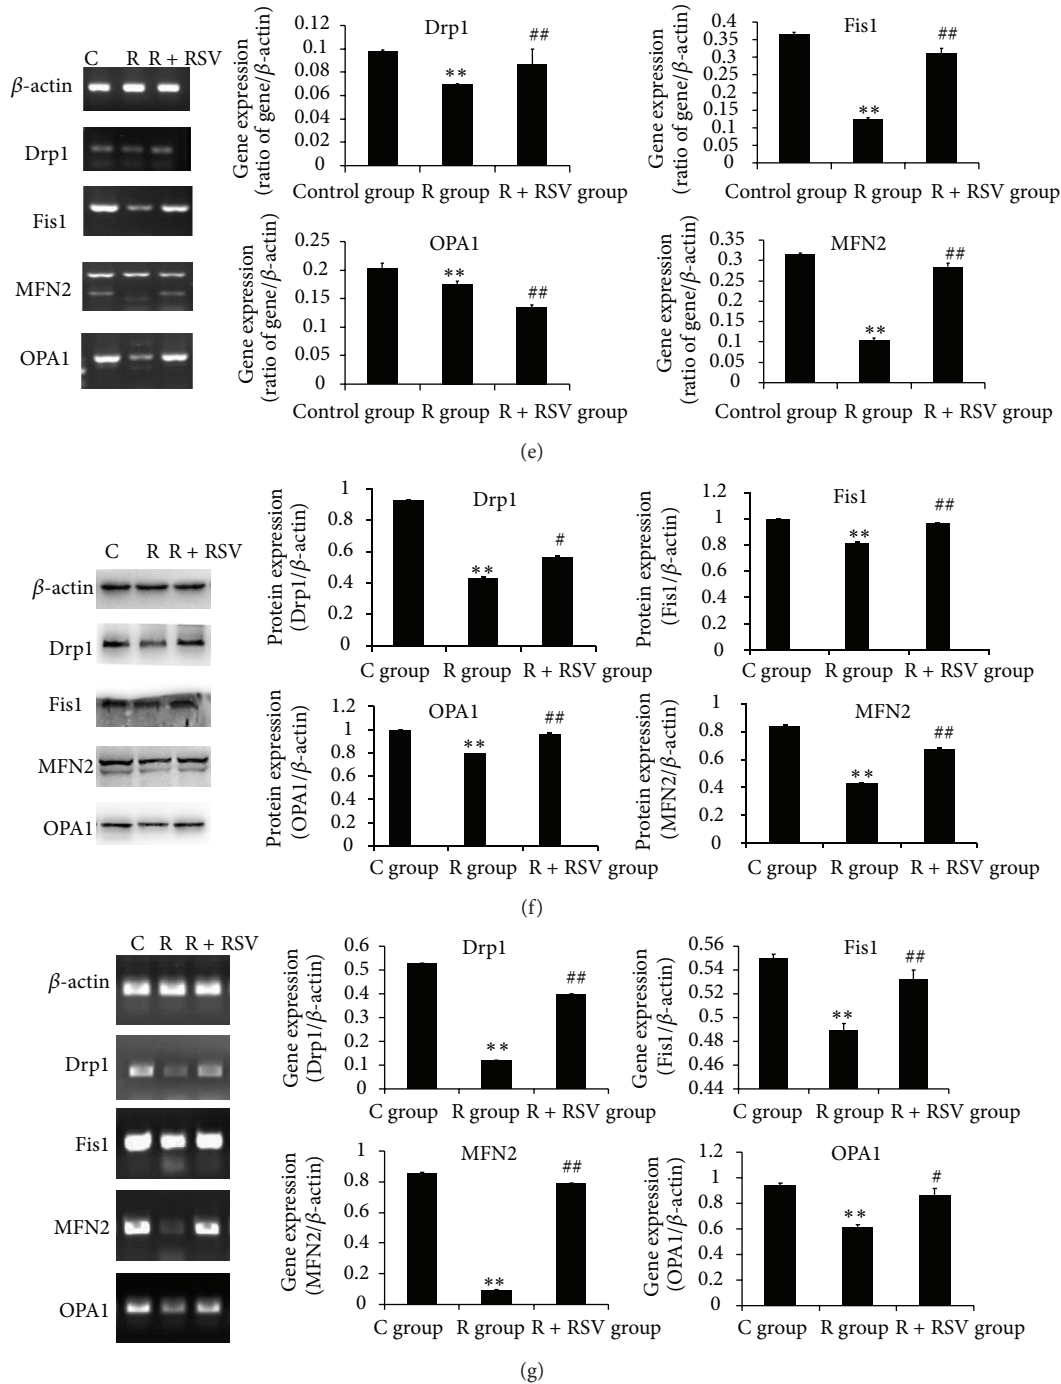 C R R + RSV
β-actin
Drp1
Fis1
MFN2
OPA1
Gene expression
(ratio of gene/β-actin)
0.12
0.1
0.08
0.06
0.04
0.02
0
Drp1
**
##
Control group R group R + RSV group
Gene expression
(ratio of gene/β-actin)
0.4
0.35
0.3
0.25
0.2
0.15
0.1
0.05
0
Fis1
**
##
Control group R group R + RSV group
Gene expression
(ratio of gene/β-actin)
0.25
0.2
0.15
0.1
0.05
0
OPA1
**
##
Control group R group R + RSV group
Gene expression
(ratio of gene/β-actin)
0.35
0.3
0.25
0.2
0.15
0.1
0.05
0
MFN2
**
##
Control group R group R + RSV group
(e)
C R R + RSV
β-actin
Drp1
Fis1
MFN2
OPA1
Protein expression
(Drp1/β-actin)
1
0.8
0.6
0.4
0.2
0
Drp1
**
#
C group R group R + RSV group
Protein expression
(Fis1/β-actin)
1.2
1
0.8
0.6
0.4
0.2
0
Fis1
**
##
C group R group R + RSV group
Protein expression
(OPA1/β-actin)
1.2
1
0.8
0.6
0.4
0.2
0
OPA1
**
##
C group R group R + RSV group
Protein expression
(MFN2/β-actin)
1
0.8
0.6
0.4
0.2
0
MFN2
**
##
C group R group R + RSV group
(f)
C R R + RSV
β-actin
Drp1
Fis1
MFN2
OPA1
Gene expression
(Drp1/β-actin)
0.6
0.5
0.4
0.3
0.2
0.1
0
Drp1
**
##
C group R group R + RSV group
Gene expression
(Fis1/β-actin)
0.56
0.54
0.52
0.5
0.48
0.46
0.44
Fis1
**
##
C group R group R + RSV group
Gene expression
(MFN2/β-actin)
1
0.8
0.6
0.4
0.2
0
MFN2
**
##
C group R group R + RSV group
Gene expression
(OPA1/β-actin)
1.2
1
0.8
0.6
0.4
0.2
0
OPA1
**
#
C group R group R + RSV group
(g)